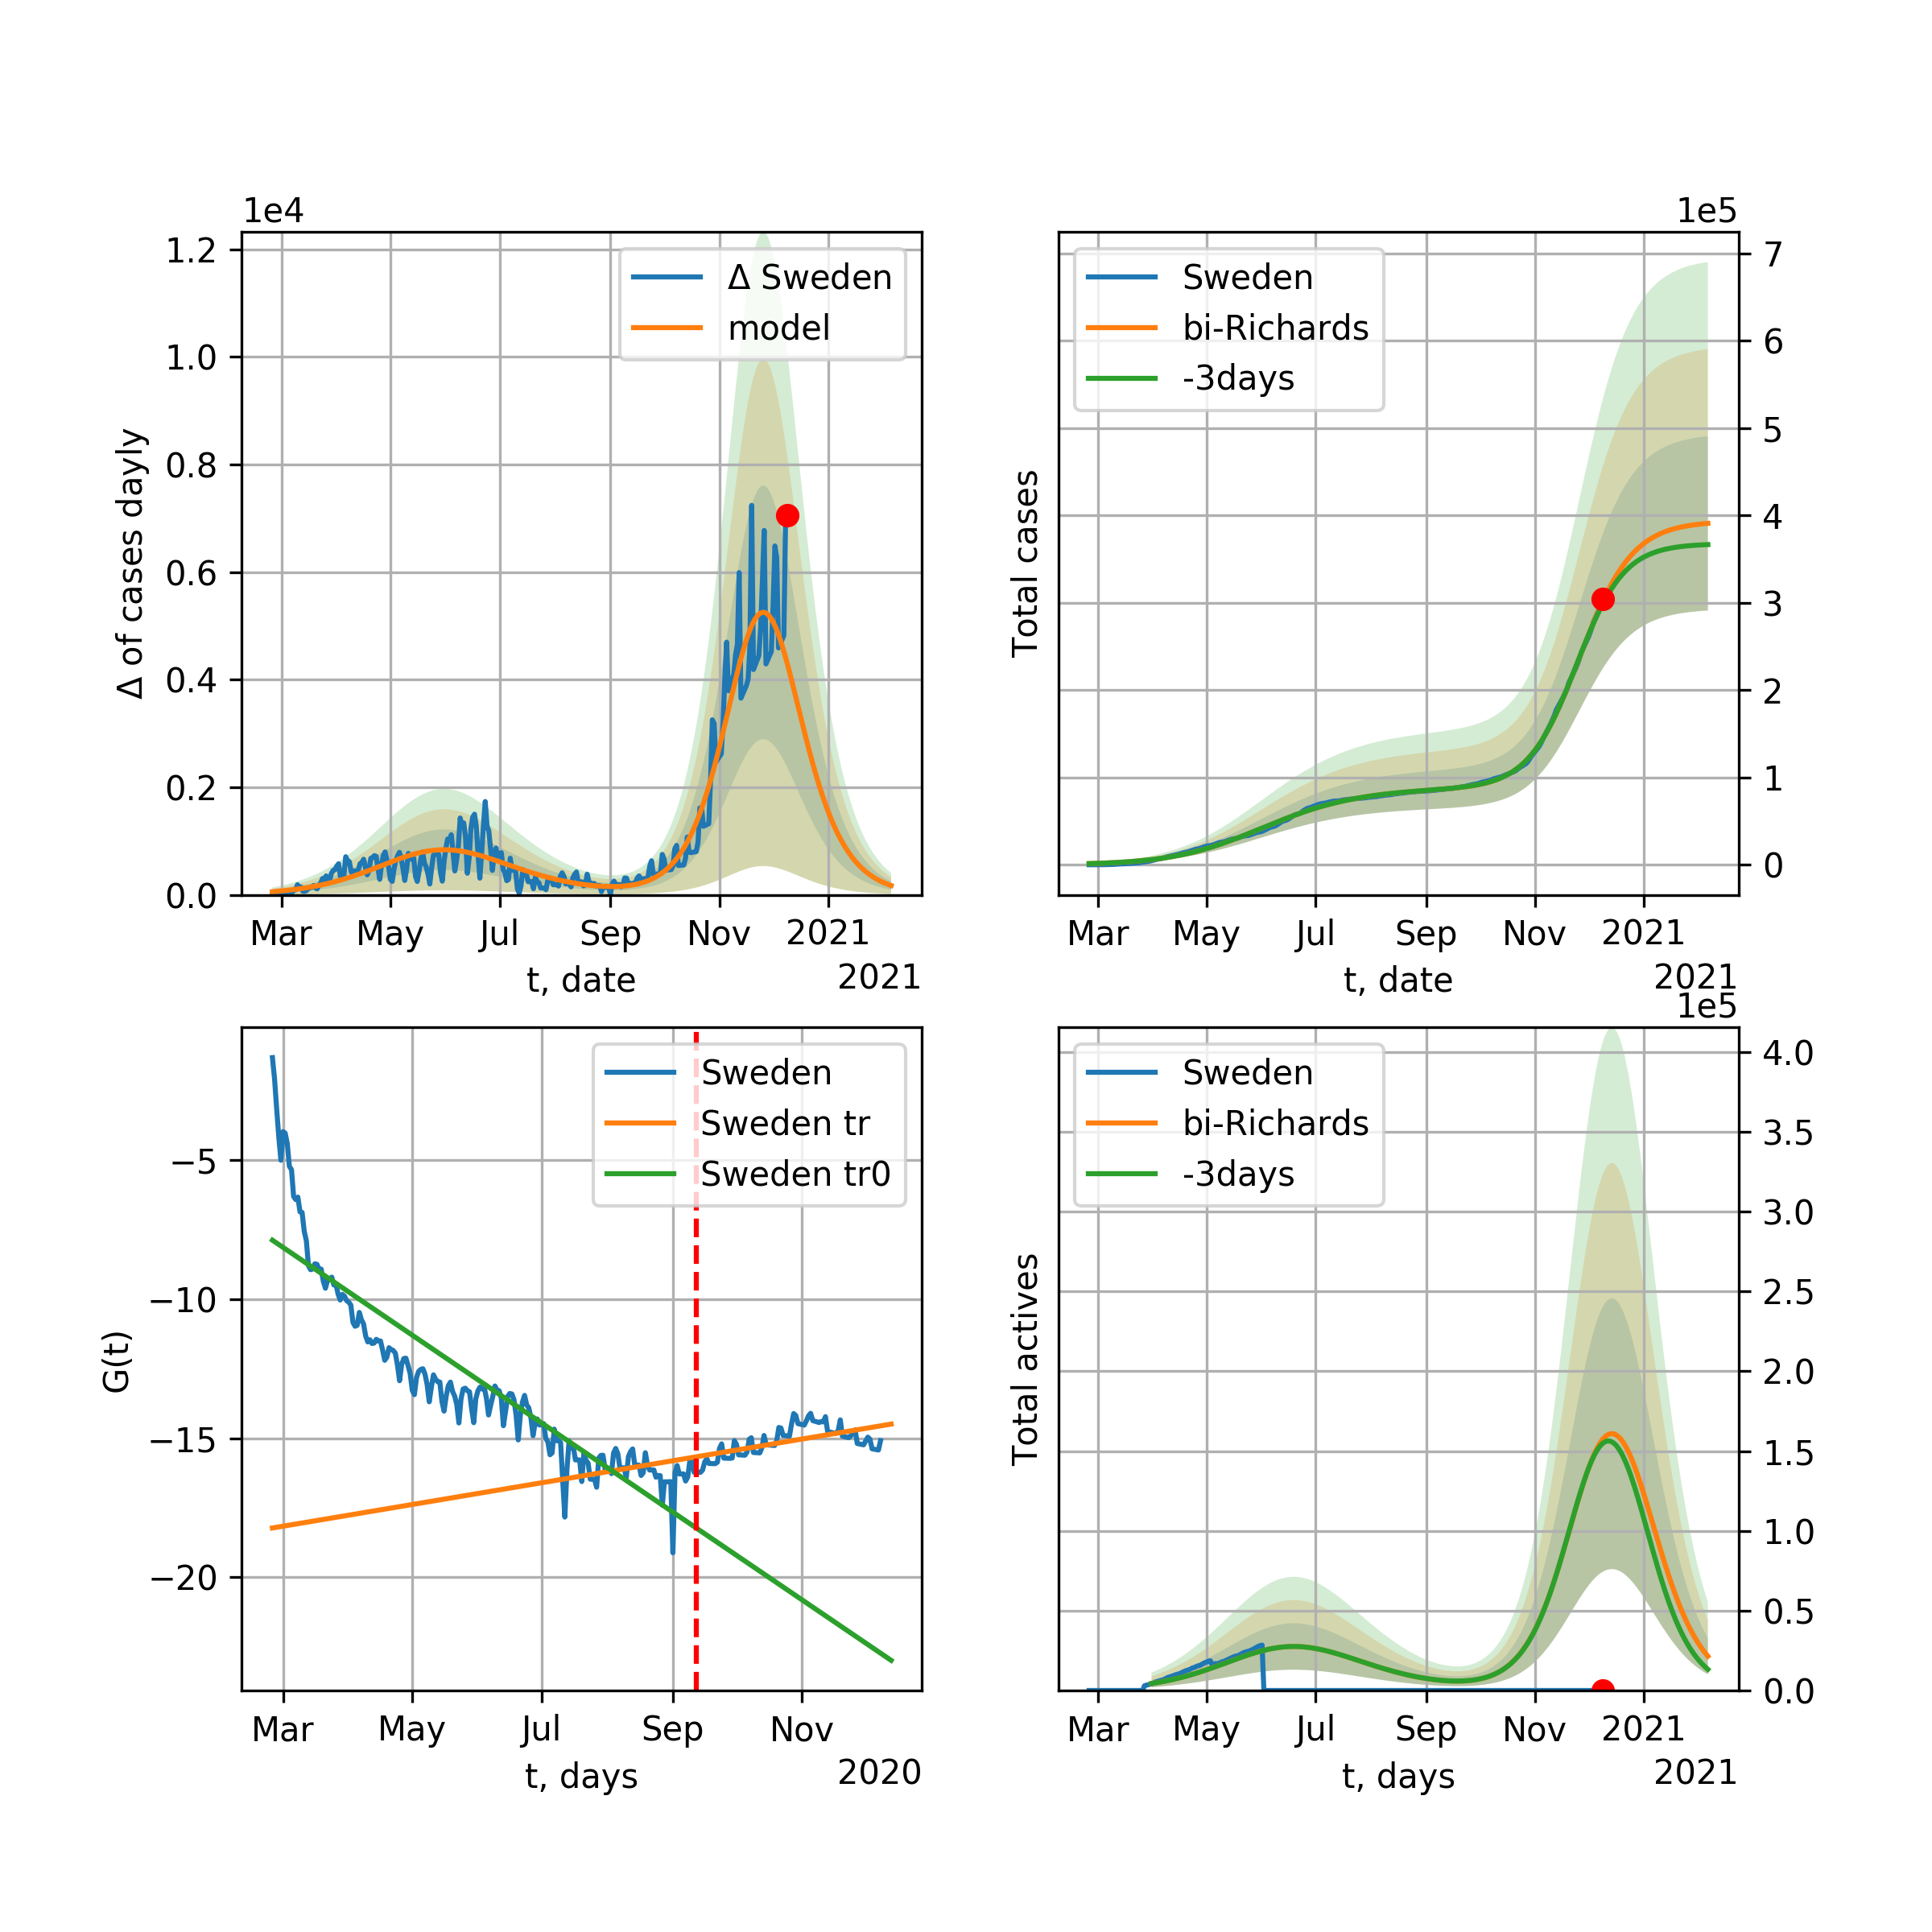 1e4
1.2
1.0
0.8
0.6
0.4
0.2
0.0
Δ of cases dayly
Δ Sweden
model
Mar May Jul Sep Nov 2021
t, date
2021
1e5
7
6
5
4
3
2
1
0
Total cases
Sweden
bi-Richards
-3days
Mar May Jul Sep Nov 2021
t, date
2021
−5
−10
−15
−20
G(t)
Sweden
Sweden tr
Sweden tr0
Mar May Jul Sep Nov
t, days
2020
1e5
4.0
3.5
3.0
2.5
2.0
1.5
1.0
0.5
0.0
Total actives
Sweden
bi-Richards
-3days
Mar May Jul Sep Nov 2021
t, days
2021